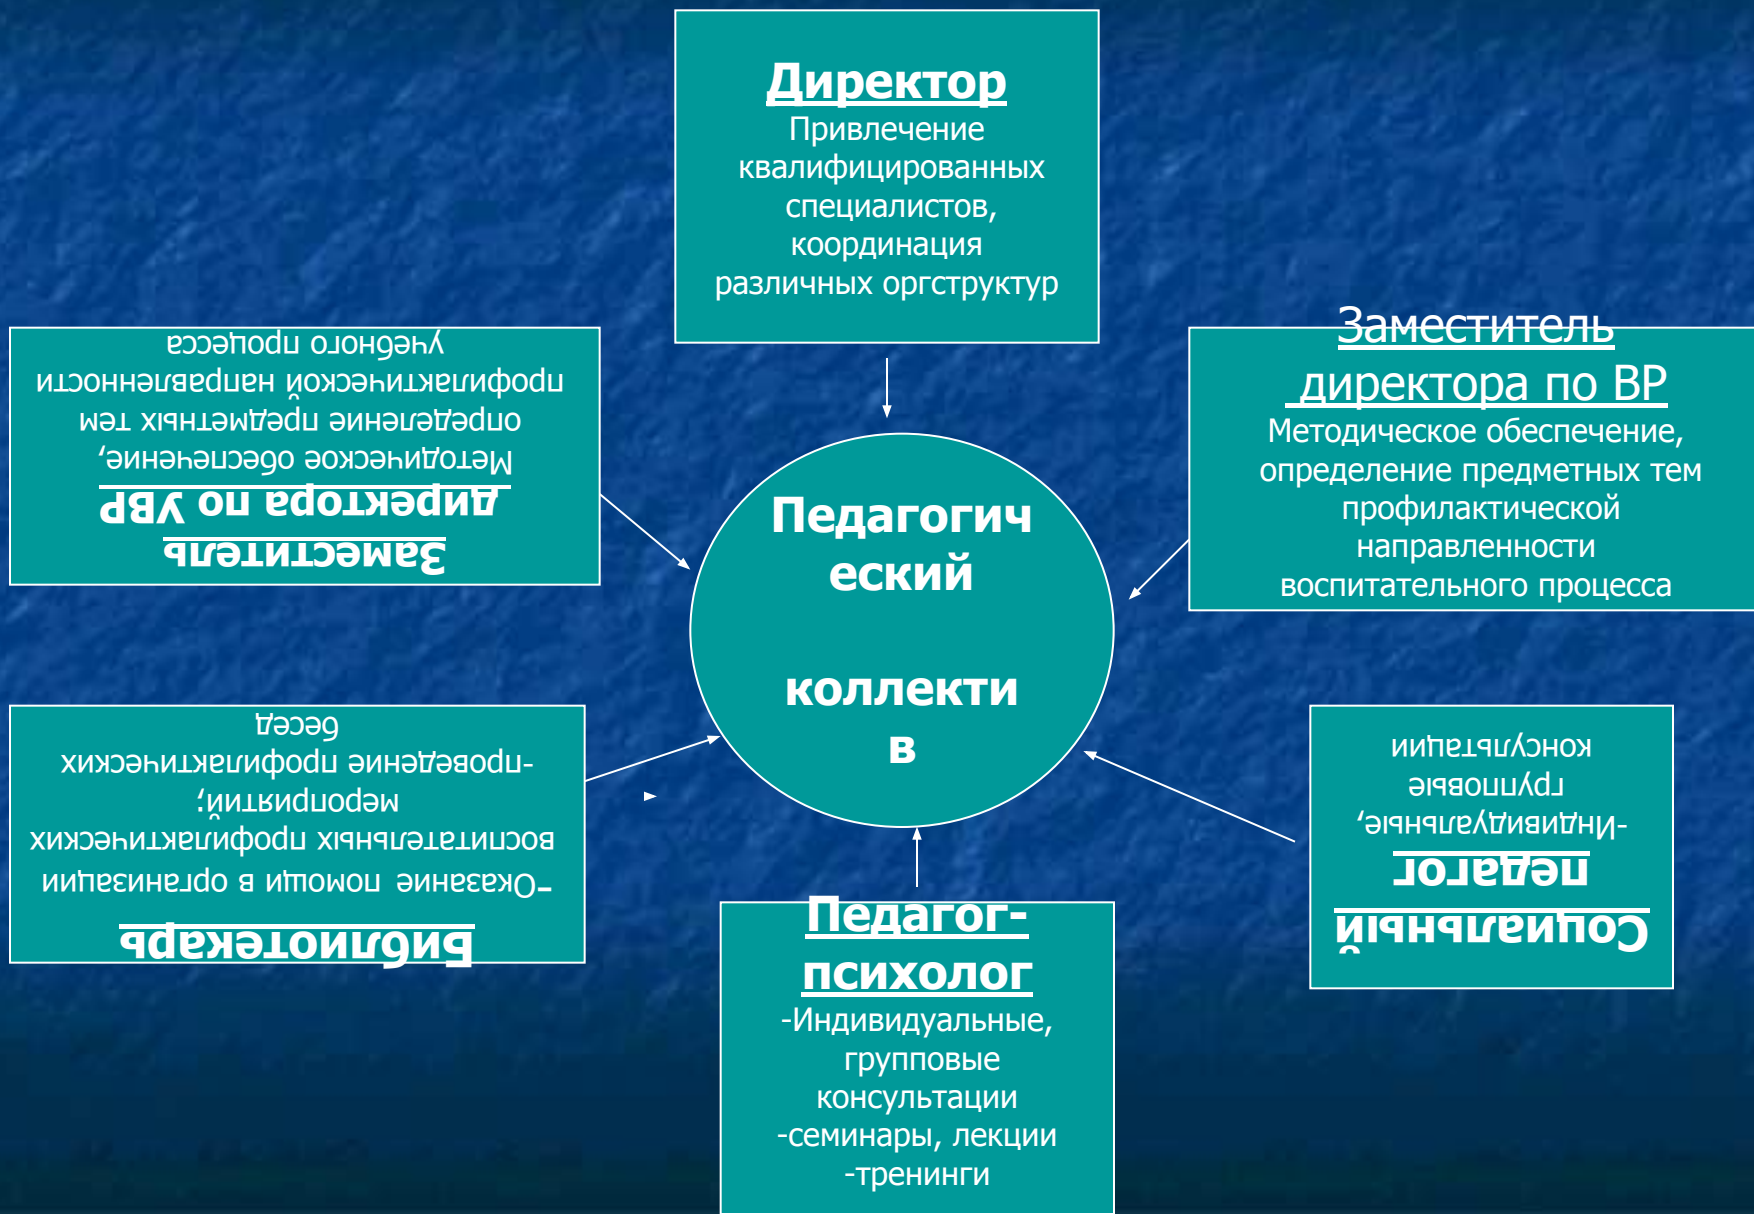 Директор
Привлечение
квалифицированных
специалистов,
координация
различных оргструктур
Заместитель
директора по УВР
Методическое обеспечение,
определение предметных тем
профилактической направленности
учебного процесса
Заместитель
директора по ВР
Методическое обеспечение,
определение предметных тем
профилактической
направленности
воспитательного процесса
Педагогич
еский
коллекти
в
Библиотекарь
-Оказание помощи в организации
воспитательных профилактических
мероприятий;
-проведение профилактических
бесед
Социальный
педагог
-Индивидуальные,
групповые
консультации
Педагог-
психолог
-Индивидуальные,
групповые
консультации
-семинары, лекции
-тренинги